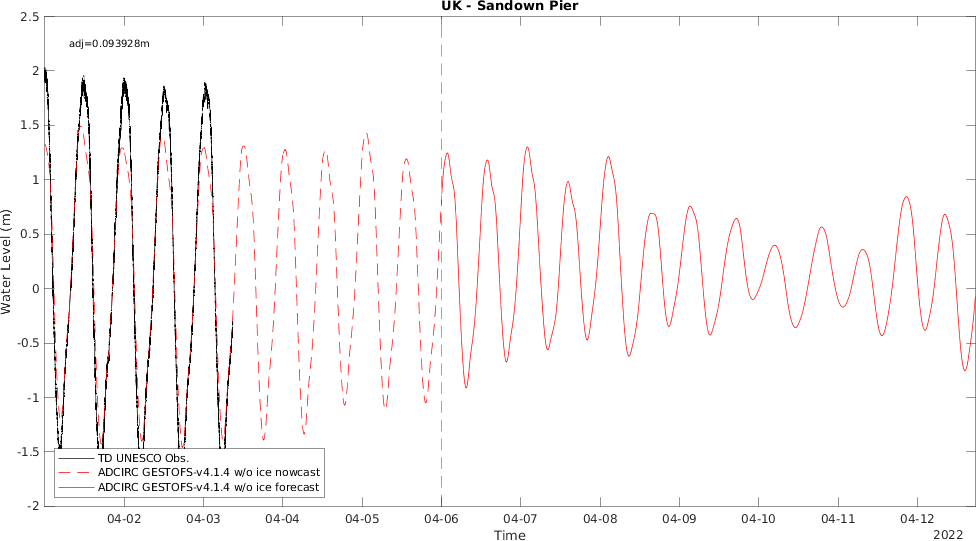 UK - Sandown Pier
adj=0.093928m
Water Level (m)
2.5
2
1.5
1
0.5
0
-0.5
-1
-1.5
-2
TD UNESCO Obs.
ADCIRC GESTOFS-v4.1.4 w/o ice nowcast
ADCIRC GESTOFS-v4.1.4 w/o ice forecast
04-02 04-03 04-04 04-05 04-06 04-07 04-08 04-09 04-10 04-11 04-12
Time
2022